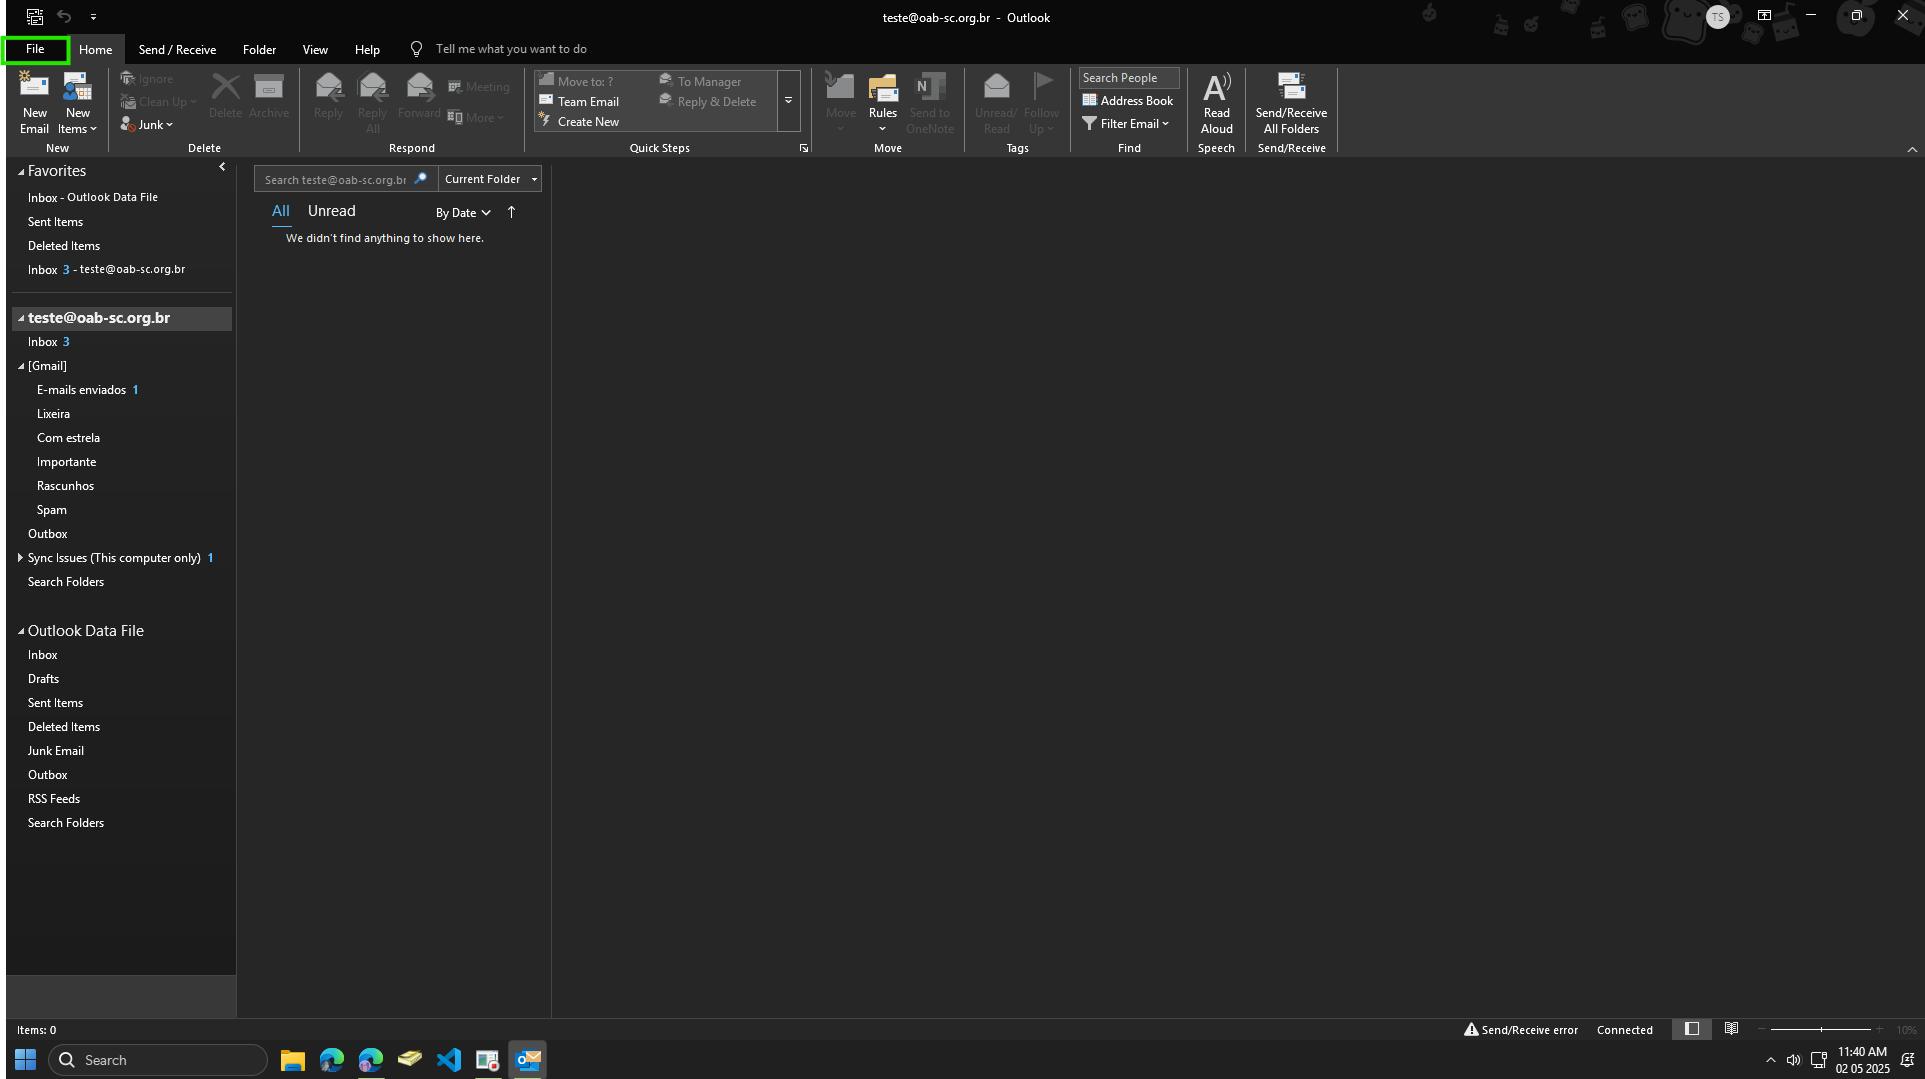 teste@oab-sc.org.br - Outlook
TS
File Home Send / Receive Folder View Help Tell me what you want to do
New Email
New Items
New
Ignore
Clean Up
Junk
Delete
Archive
Delete
Reply
Reply All
Forward
Meeting
More
Respond
Move to: ?
Team Email
Create New
To Manager
Reply & Delete
Quick Steps
Move
Rules
Send to OneNote
Move
Unread/ Read
Follow Up
Tags
Search People
Address Book
Filter Email
Find
Read Aloud
Speech
Send/Receive All Folders
Send/Receive
Favorites
Inbox - Outlook Data File
Sent Items
Deleted Items
Inbox 3 - teste@oab-sc.org.br
teste@oab-sc.org.br
Inbox 3
[Gmail]
E-mails enviados 1
Lixeira
Com estrela
Importante
Rascunhos
Spam
Outbox
Sync Issues (This computer only) 1
Search Folders
Outlook Data File
Inbox
Drafts
Sent Items
Deleted Items
Junk Email
Outbox
RSS Feeds
Search Folders
Search teste@oab-sc.org.br
Current Folder
All Unread By Date
We didn't find anything to show here.
Items: 0
Send/Receive error Connected 10%
Search
11:40 AM
02 05 2025